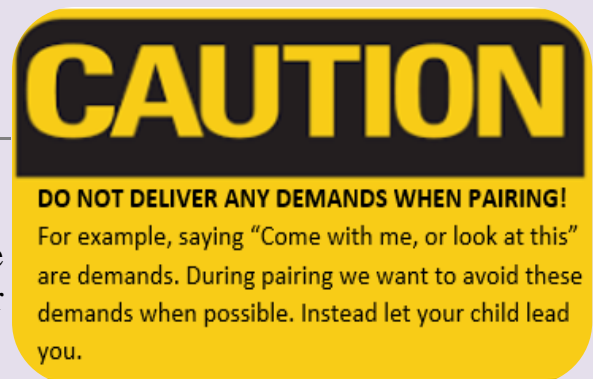 CAUTION
DO NOT DELIVER ANY DEMANDS WHEN PAIRING!
For example, saying “Come with me, or look at this”
are demands. During pairing we want to avoid these
demands when possible. Instead let your child lead
you.